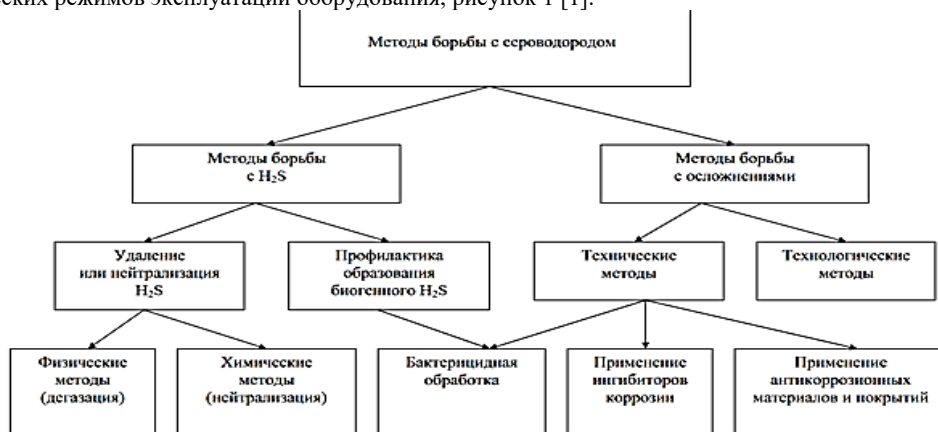 ских режимов эксплуатации оборудования, рисунок 1 [1].
Методы борьбы с сероводородом
Методы борьбы
с H₂S
Методы борьбы
с осложнениями
Удаление
или нейтрализация
H₂S
Профилактика
образования
биогенного H₂S
Технические
методы
Технологические
методы
Физические
методы
(дегазация)
Химические
методы
(нейтрализация)
Бактерицидная
обработка
Применение
ингибиторов
коррозии
Применение
антикоррозионных
материалов и покрытий